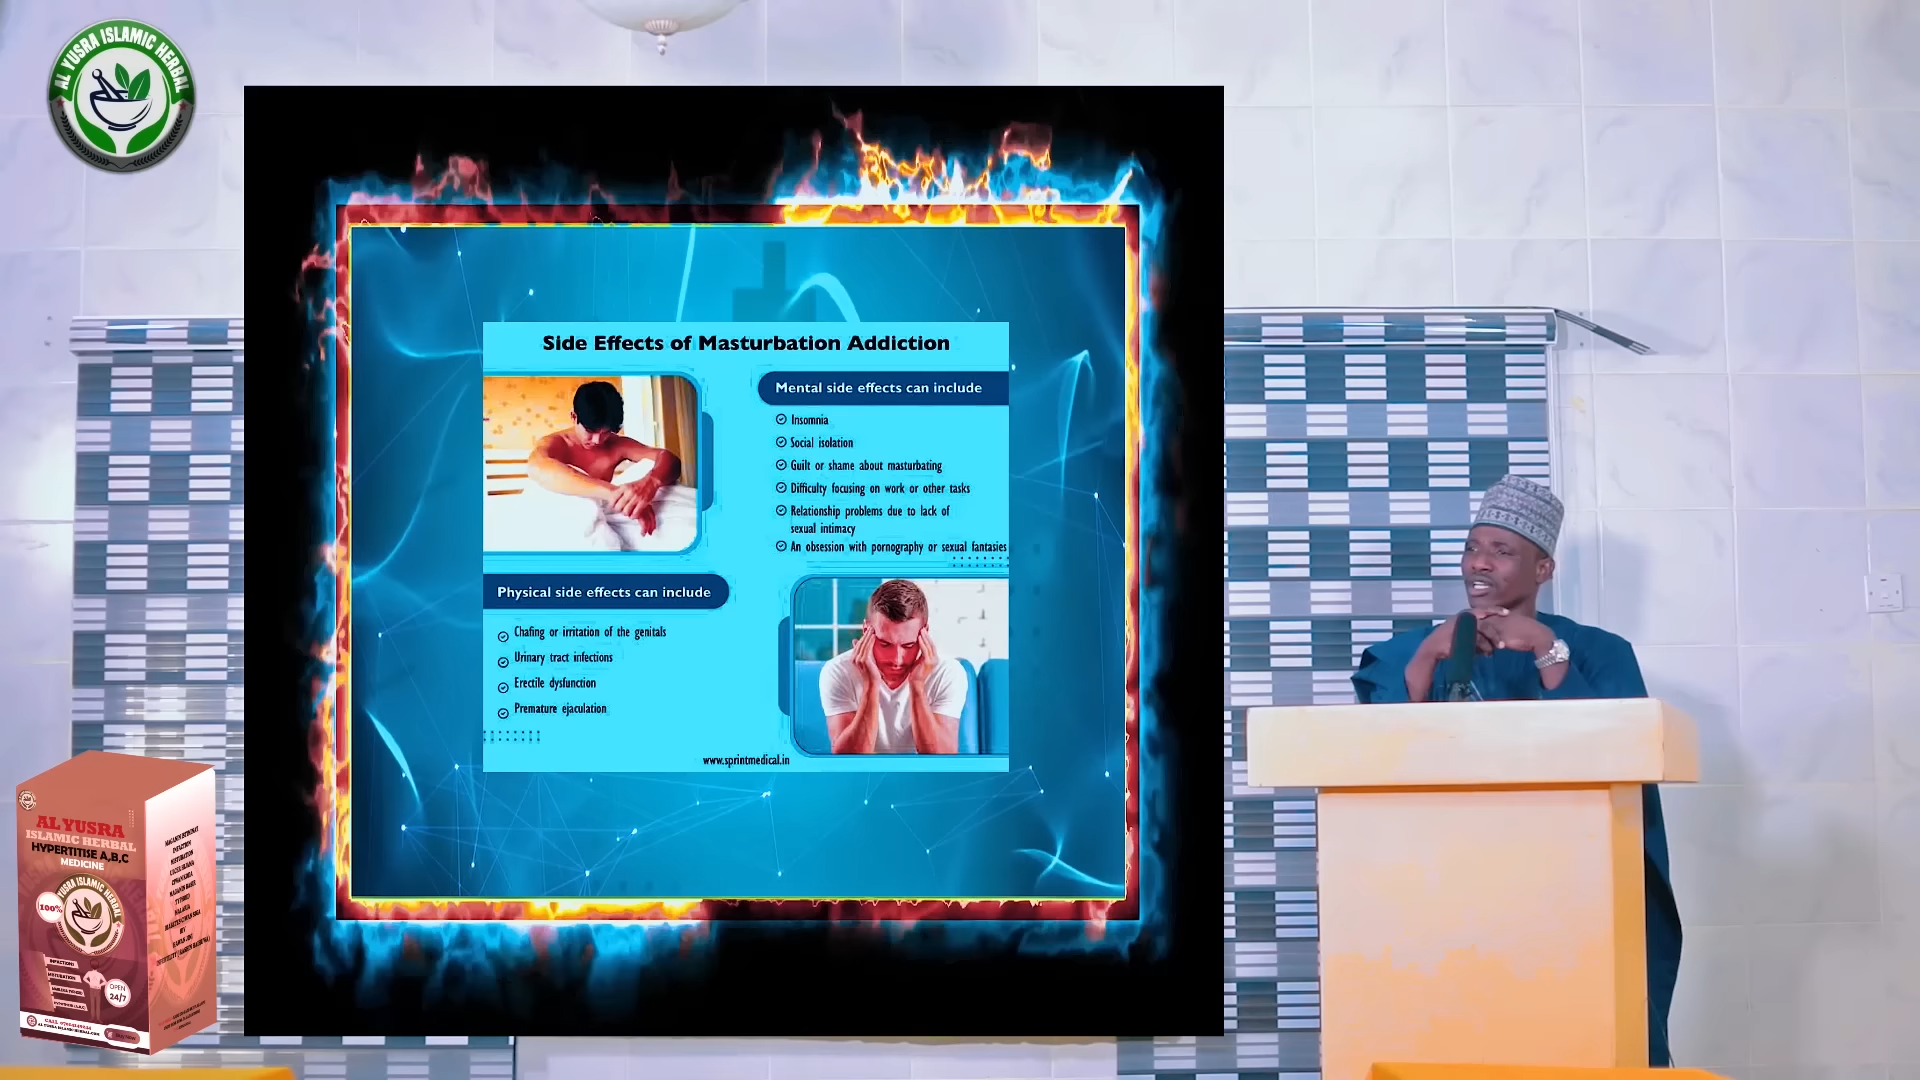 AL YUSRA ISLAMIC HERBAL
Side Effects of Masturbation Addiction
Mental side effects can include
Insomnia
Social isolation
Guilt or shame about masturbating
Difficulty focusing on work or other tasks
Relationship problems due to lack of
sexual intimacy
An obsession with pornography or sexual fantasies
Physical side effects can include
Chafing or irritation of the genitals
Urinary tract infections
Erectile dysfunction
Premature ejaculation
www.sprintmedical.in
AL YUSRA
ISLAMIC HERBAL
HYPERTITISE A,B,C
MEDICINE
YUSRA ISLAMIC HERBAL
100%
OPEN
24/7